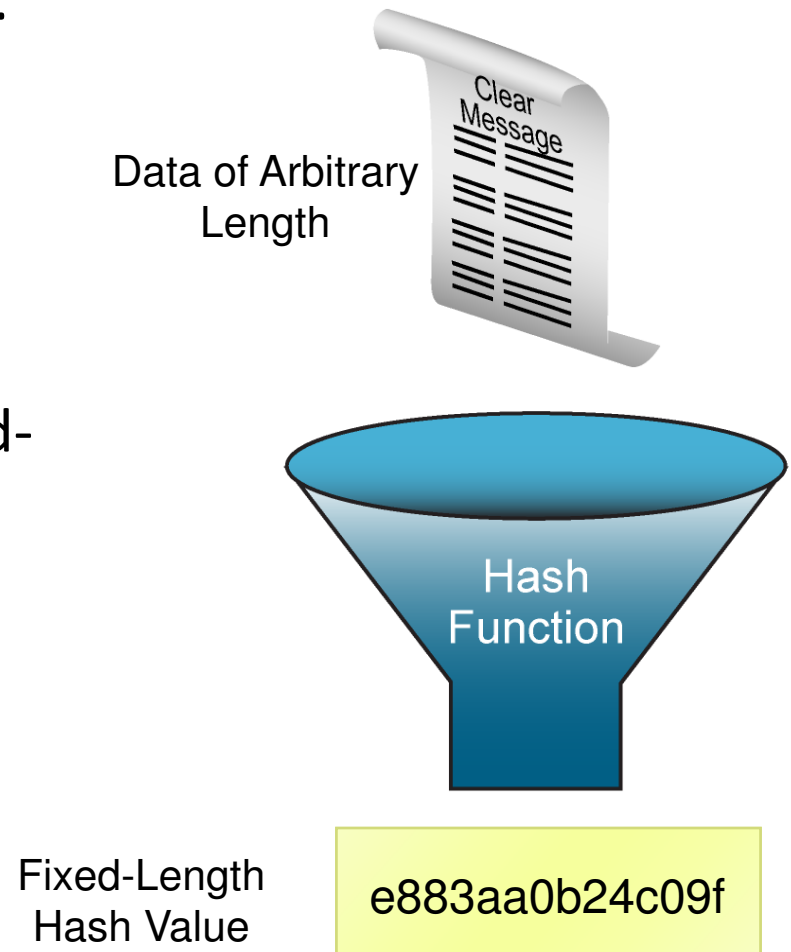 .
Clear
Message
Data of Arbitrary
Length
d-
Hash
Function
Fixed-Length
Hash Value
e883aa0b24c09f